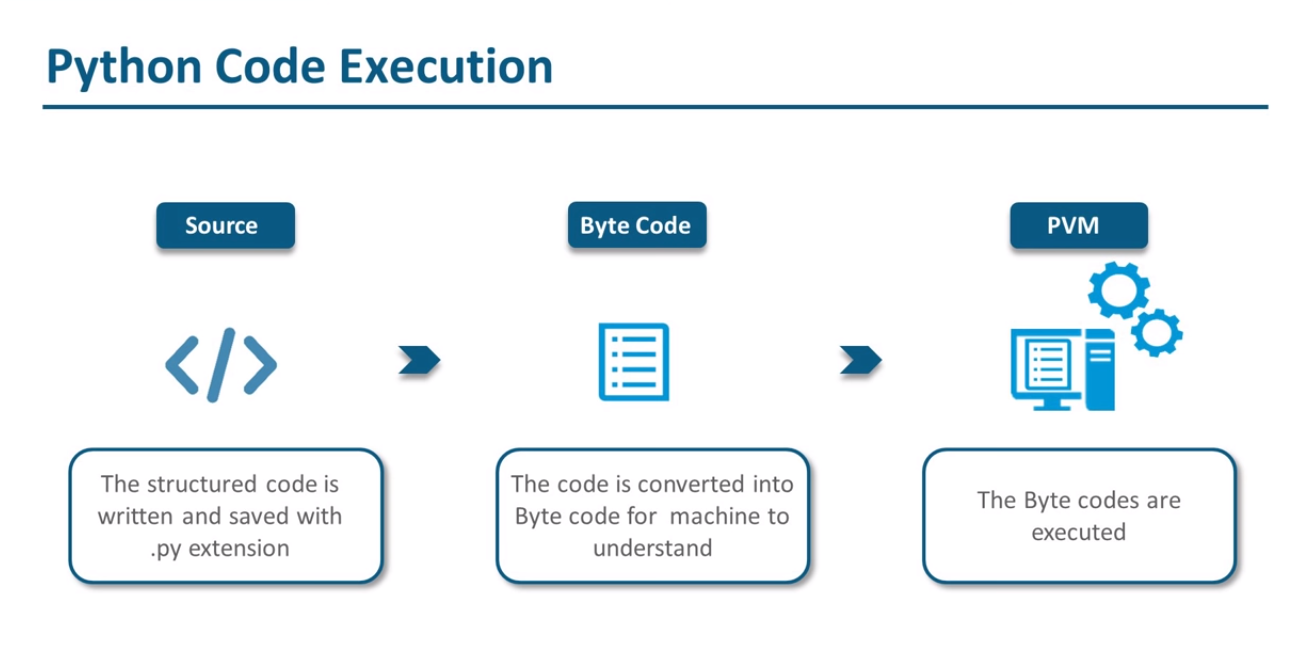 Python Code Execution
Source
Byte Code
PVM
The structured code is
written and saved with
.py extension
The code is converted into
Byte code for machine to
understand
The Byte codes are
executed